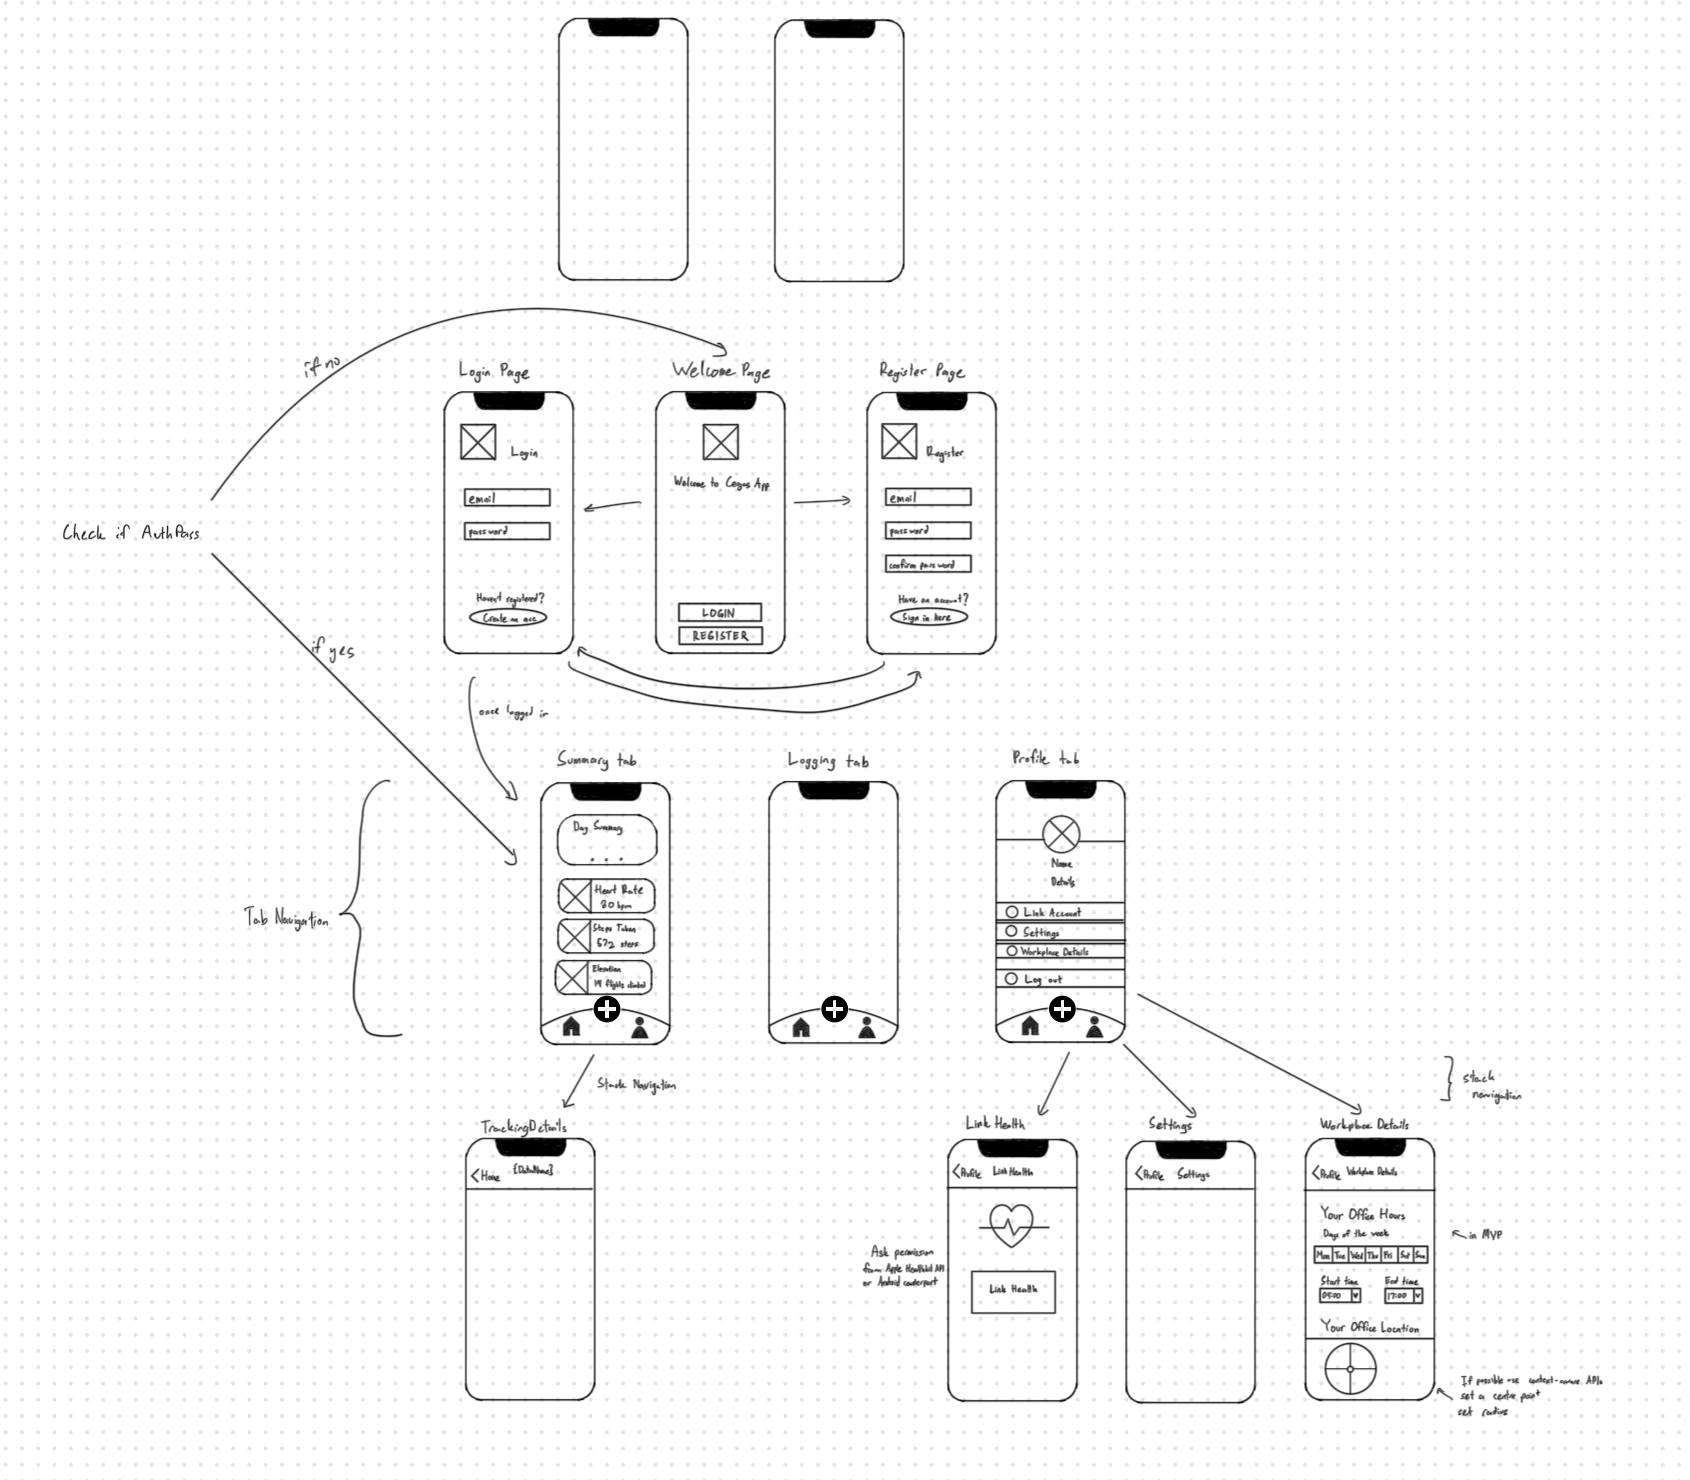 if no
Login Page
Welcome Page
Register Page
Login
Welcome to Cergos App
Register
email
email
password
password
confirm password
Check if AuthPass
Haven't registered?
Create an acc
LOGIN
REGISTER
Have an account?
Sign in here
if yes
once logged in
Summary tab
Logging tab
Profile tab
Day Summary
Name
Details
Heart Rate
80 bpm
Link Account
Tab Navigation
Steps Taken
572 steps
Settings
Workplace Details
Elevation
14 flights climbed
Log out
Stack Navigation
stack
navigation
TrackingDetails
Link Health
Settings
Workplace Details
<Home
{DataName}
<Profile Link Health
<Profile Settings
<Profile Workplace Details
Your Office Hours
Days of the week
in MVP
Mon Tue Wed Thu Fri Sat Sun
Ask permission
from Apple HealthKit API
or Android counterpart
Start time
End time
09:00
17:00
Link Health
Your Office Location
If possible use context-aware APIs
set a centre point
set radius